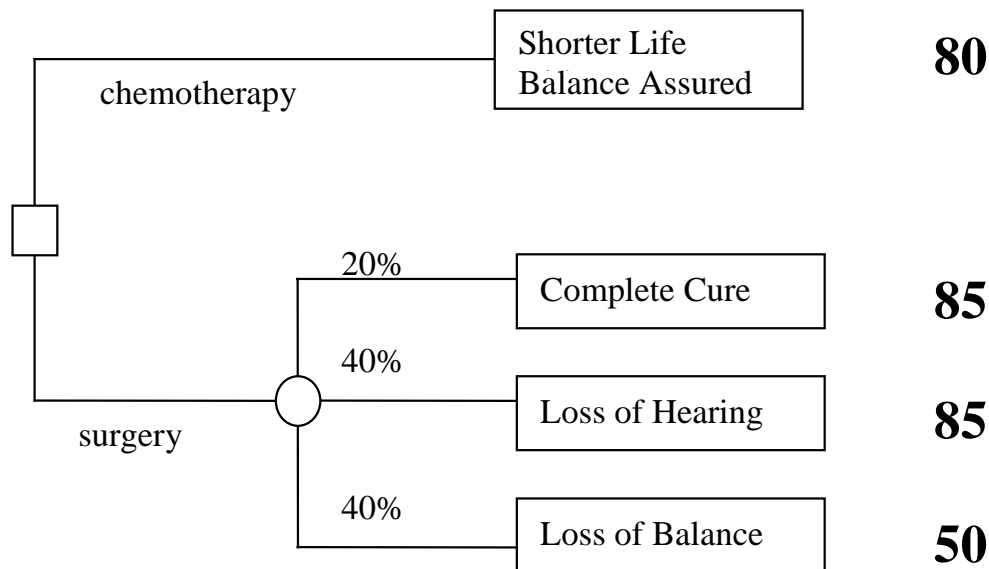 Shorter Life
Balance Assured
80
chemotherapy
20%
Complete Cure
85
40%
Loss of Hearing
85
surgery
40%
Loss of Balance
50